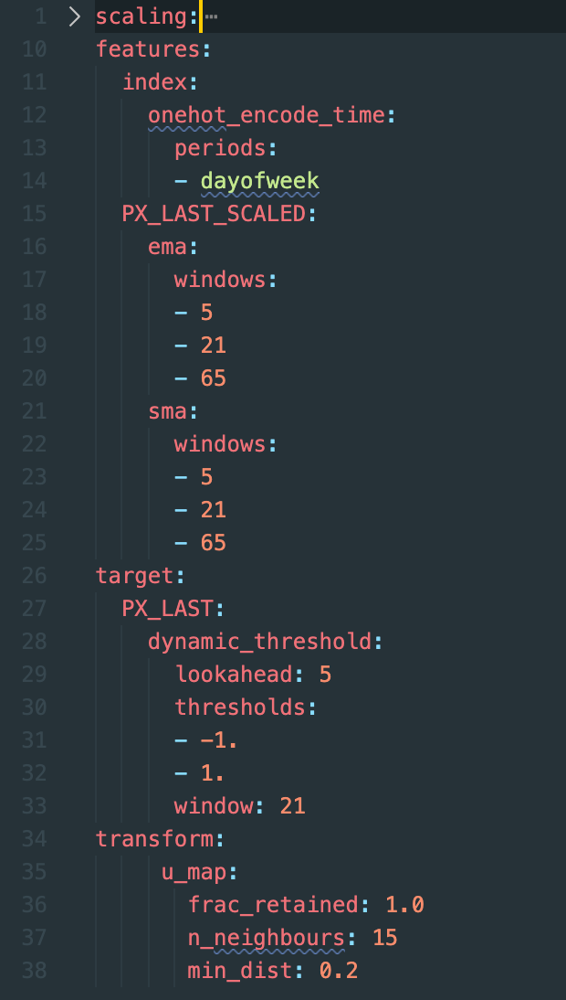 1 > scaling:⋯
10 features:
11   index:
12     onehot_encode_time:
13       periods:
14       - dayofweek
15   PX_LAST_SCALED:
16     ema:
17       windows:
18       - 5
19       - 21
20       - 65
21     sma:
22       windows:
23       - 5
24       - 21
25       - 65
26 target:
27   PX_LAST:
28     dynamic_threshold:
29       lookahead: 5
30       thresholds:
31       - -1.
32       - 1.
33       window: 21
34 transform:
35      u_map:
36        frac_retained: 1.0
37        n_neighbours: 15
38        min_dist: 0.2